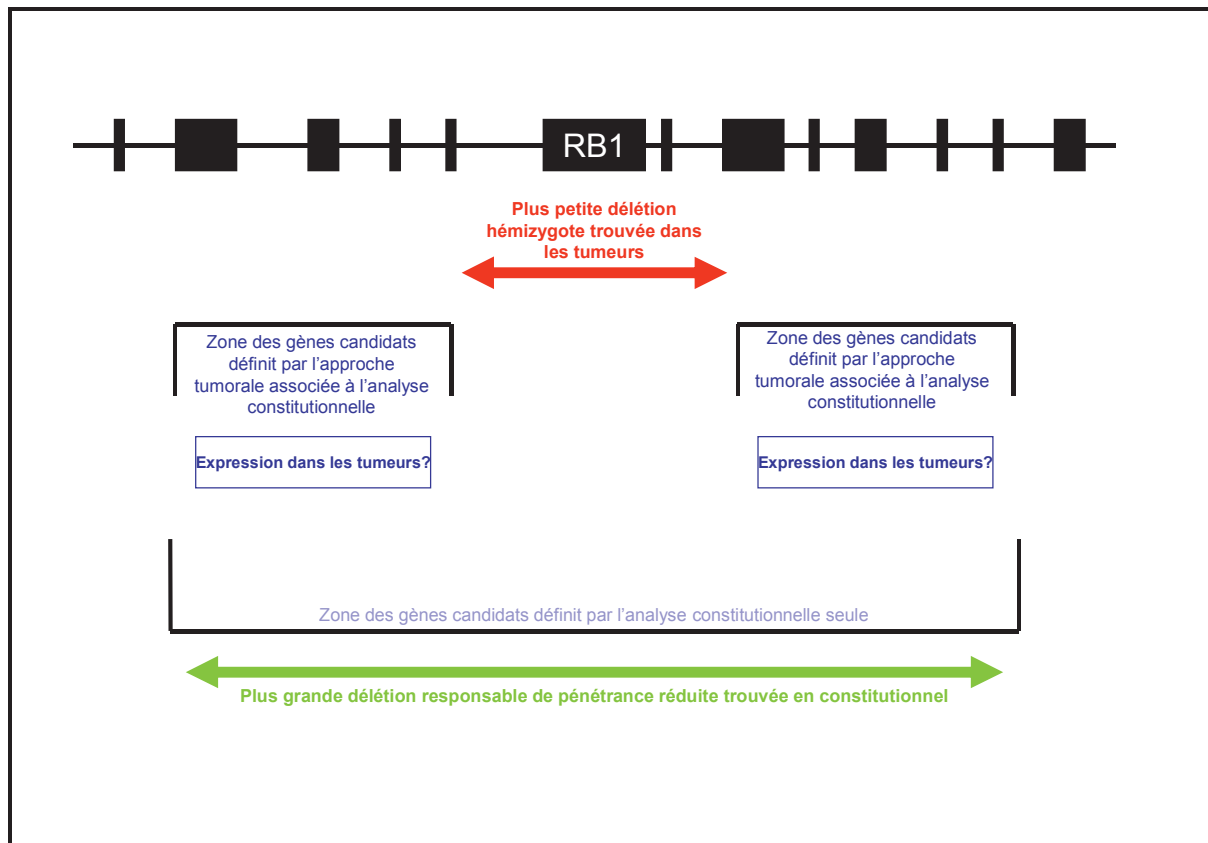 RB1
Plus petite délétion
hémizygote trouvée dans
les tumeurs
Zone des gènes candidats
définit par l'approche
tumorale associée à l'analyse
constitutionnelle
Zone des gènes candidats
définit par l'approche
tumorale associée à l'analyse
constitutionnelle
Expression dans les tumeurs?
Expression dans les tumeurs?
Zone des gènes candidats définit par l'analyse constitutionnelle seule
Plus grande délétion responsable de pénétrance réduite trouvée en constitutionnel